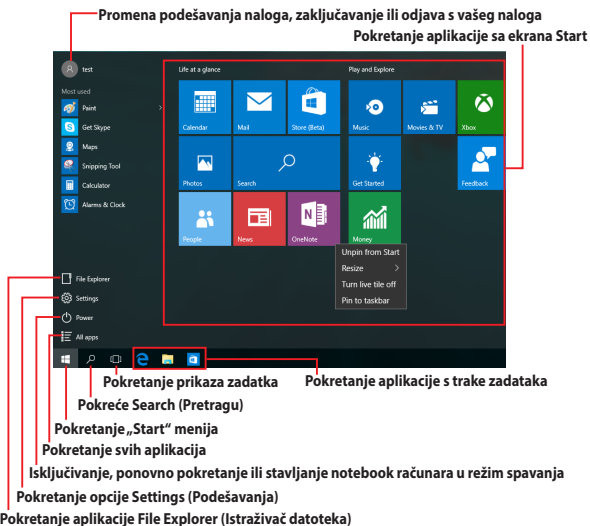 Promena podešavanja naloga, zaključavanje ili odjava s vašeg naloga
Pokretanje aplikacije sa ekrana Start
test
Most used
Paint
Get Skype
Maps
Snipping Tool
Calculator
Alarms & Clock
File Explorer
Settings
Power
All apps
Life at a glance
Play and Explore
Calendar
Mail
Store (Beta)
Music
Movies & TV
Xbox
Photos
Search
Get Started
Feedback
People
News
OneNote
Money
Unpin from Start
Resize
Turn live tile off
Pin to taskbar
Pokretanje prikaza zadatka
Pokretanje aplikacije s trake zadataka
Pokreće Search (Pretragu)
Pokretanje „Start“ menija
Pokretanje svih aplikacija
Isključivanje, ponovno pokretanje ili stavljanje notebook računara u režim spavanja
Pokretanje opcije Settings (Podešavanja)
Pokretanje aplikacije File Explorer (Istraživač datoteka)